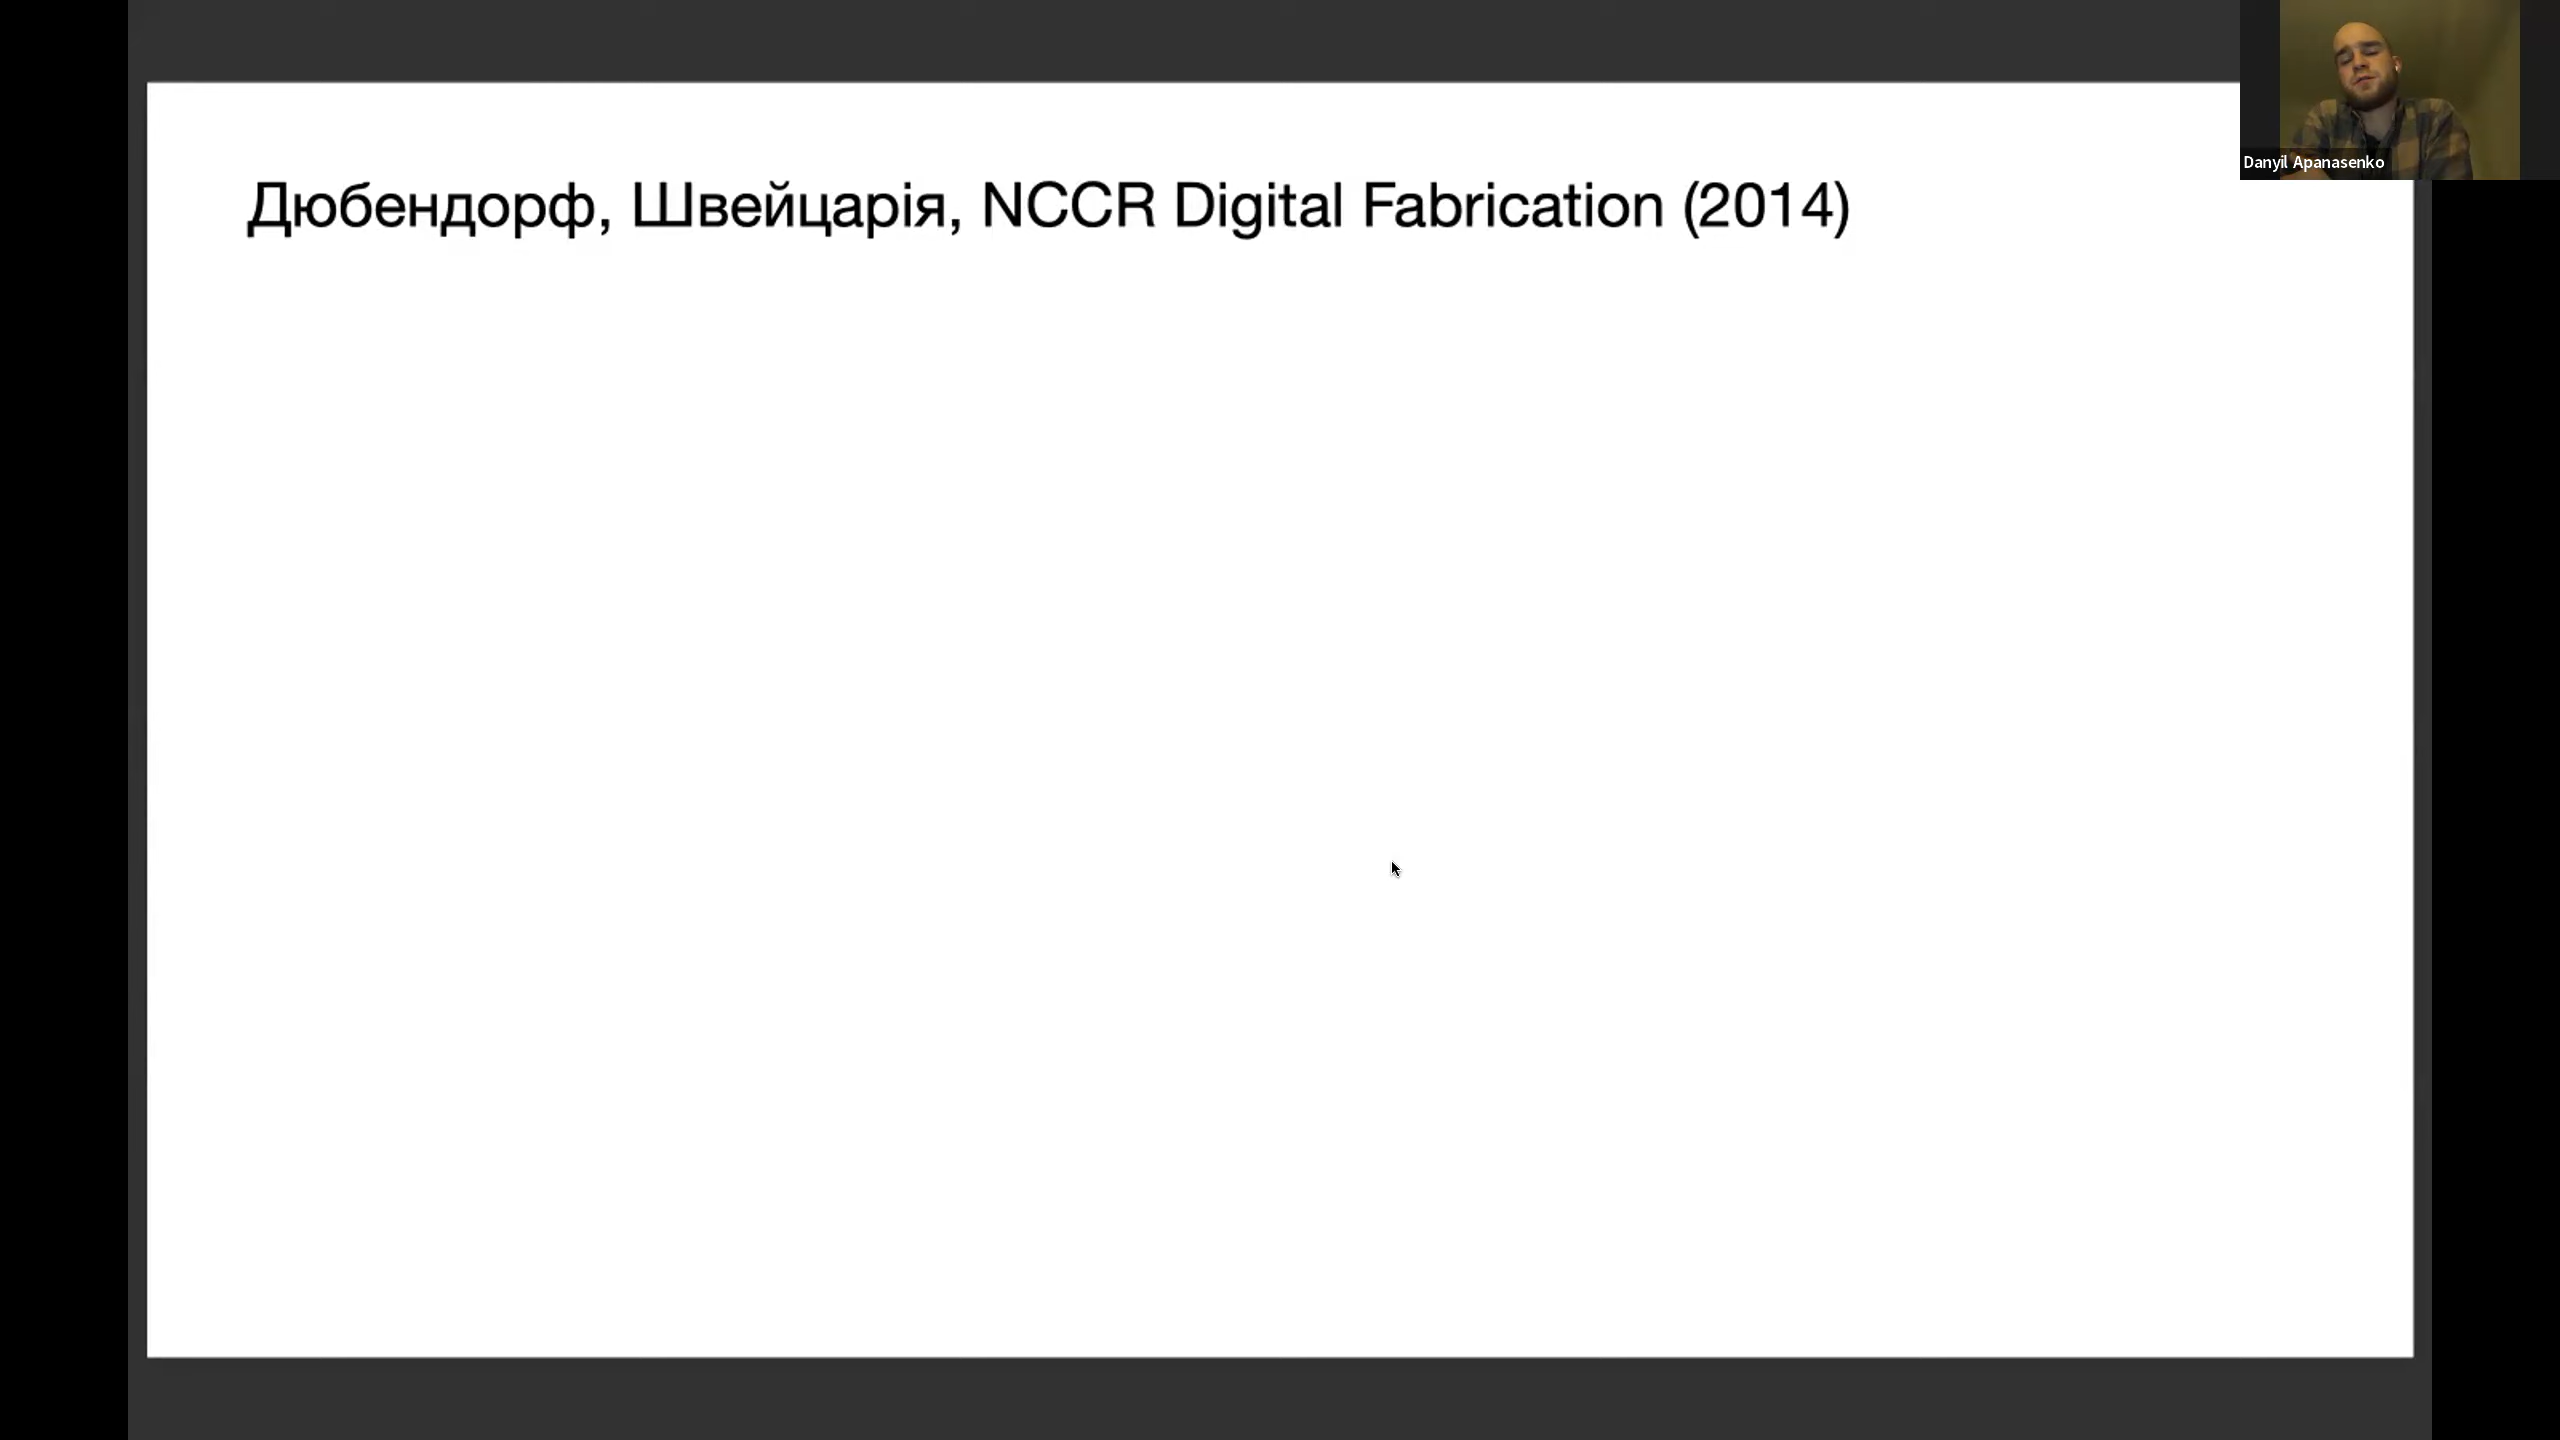 Дюбендорф, Швейцарія, NCCR Digital Fabrication (2014)
Danyil Apanasenko